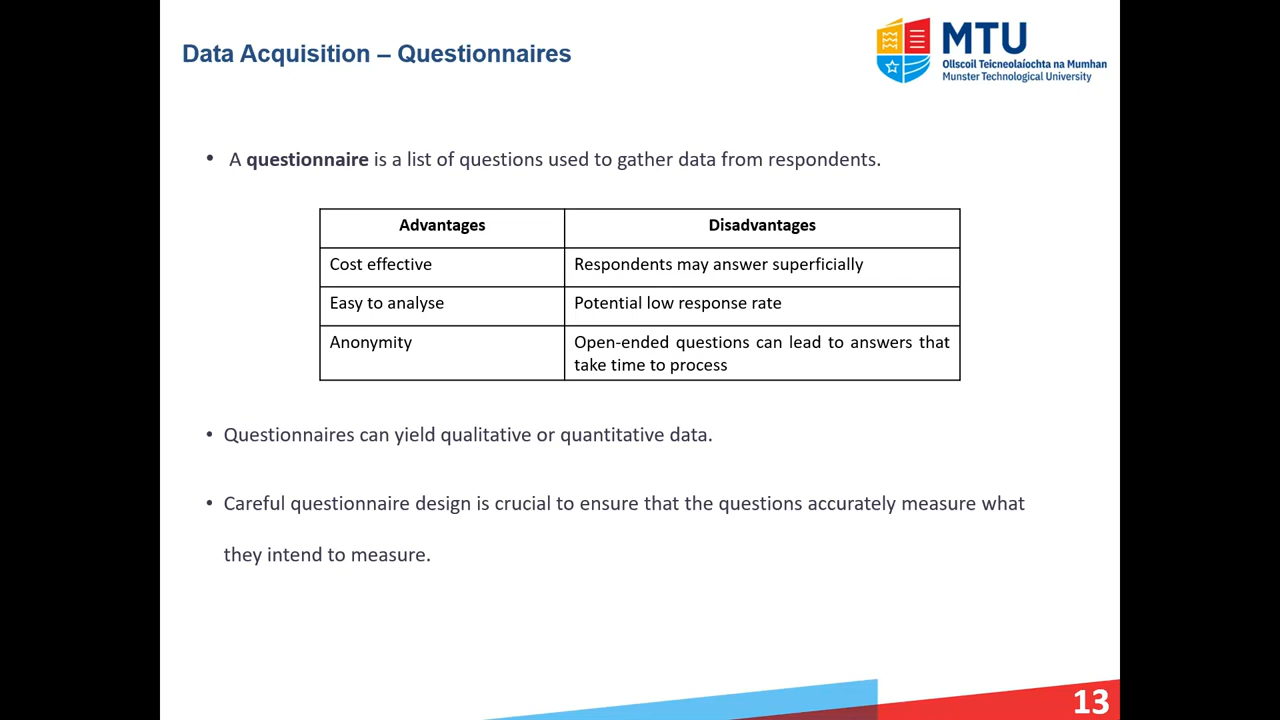 Data Acquisition – Questionnaires
MTU
Ollscoil Teicneolaíochta na Mumhan
Munster Technological University
• A questionnaire is a list of questions used to gather data from respondents.
Advantages Disadvantages
Cost effective Respondents may answer superficially
Easy to analyse Potential low response rate
Anonymity Open-ended questions can lead to answers that
take time to process
• Questionnaires can yield qualitative or quantitative data.
• Careful questionnaire design is crucial to ensure that the questions accurately measure what
they intend to measure.
13